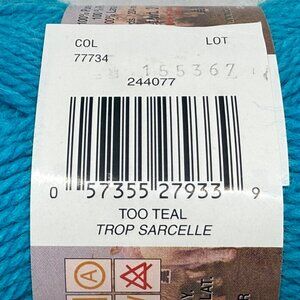 COL LOT
77734
155367
244077
0 57355 27933 9
TOO TEAL
TROP SARCELLE
A